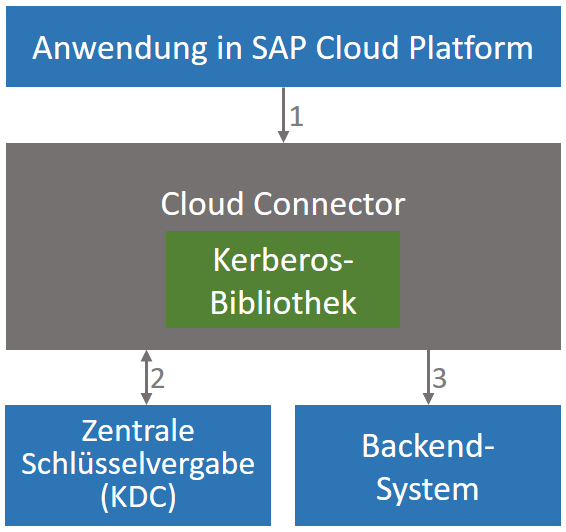 Anwendung in SAP Cloud Platform
1
Cloud Connector
Kerberos-
Bibliothek
2
3
Zentrale
Schlüsselvergabe
(KDC)
Backend-
System